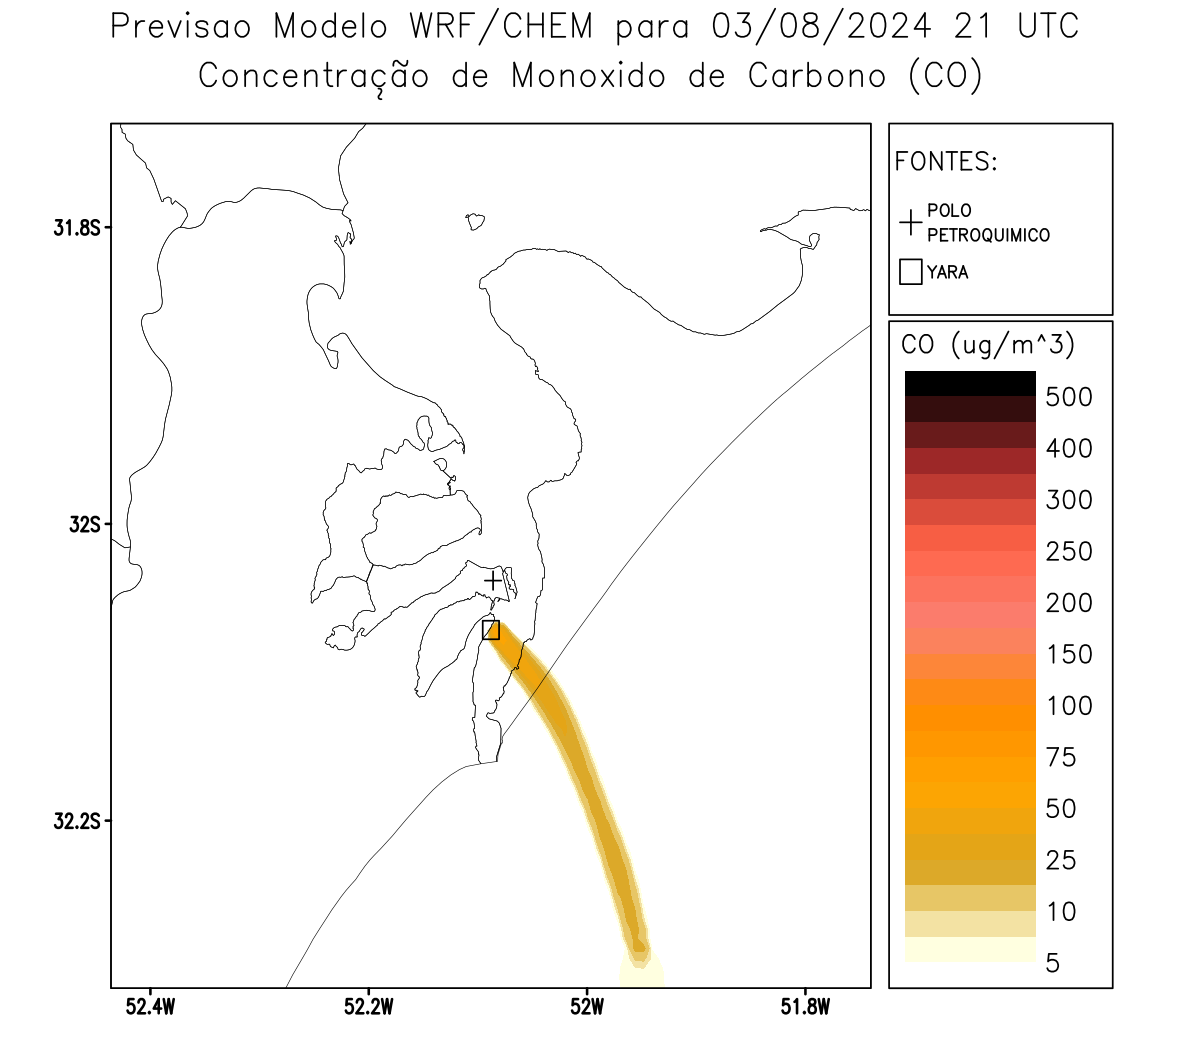 Previsao Modelo WRF/CHEM para 03/08/2024 21 UTC
Concentração de Monoxido de Carbono (CO)
FONTES:
POLO
PETROQUIMICO
YARA
CO (ug/m^3)
500
400
300
250
200
150
100
75
50
25
10
5
31.8S
32S
32.2S
52.4W
52.2W
52W
51.8W